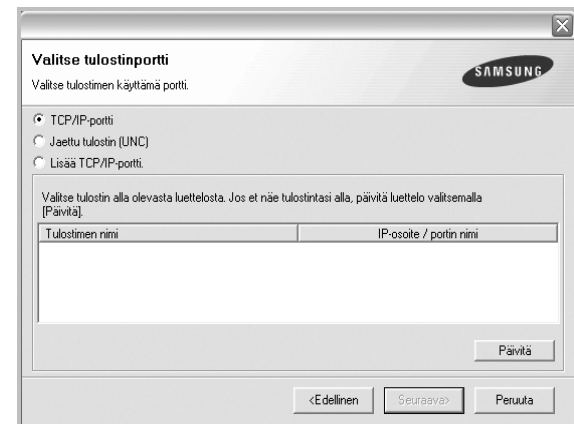 Valitse tulostinportti
Valitse tulostimen käyttämä portti.
SAMSUNG
TCP/IP-portti
Jaettu tulostin (UNC)
Lisää TCP/IP-portti.
Valitse tulostin alla olevasta luettelosta. Jos et näe tulostintasi alla, päivitä luettelo valitsemalla
[Päivitä].
Tulostimen nimi IP-osoite / portin nimi
Päivitä
<Edellinen Seuraava> Peruuta